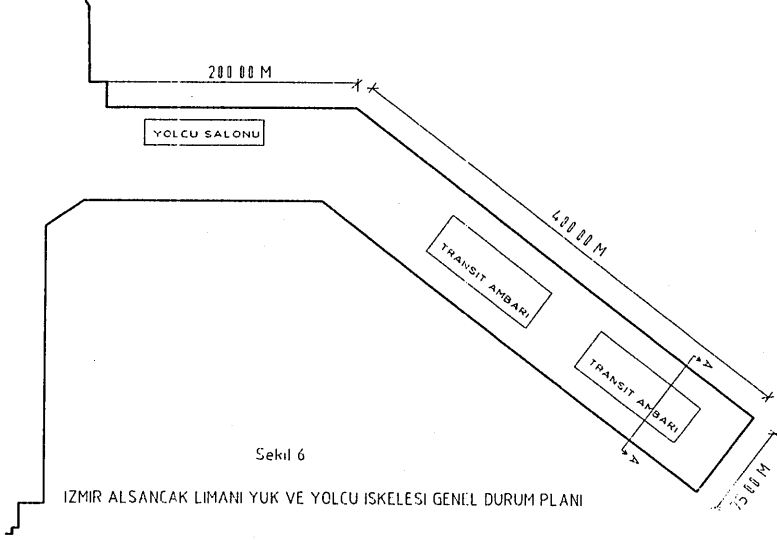 200 00 M
YOLCU SALONU
400 00 M
TRANSIT AMBARI
TRANSIT AMBARI
A
A
75 00 M
Sekil 6
IZMIR ALSANCAK LIMANI YUK VE YOLCU ISKELESI GENEL DURUM PLANI